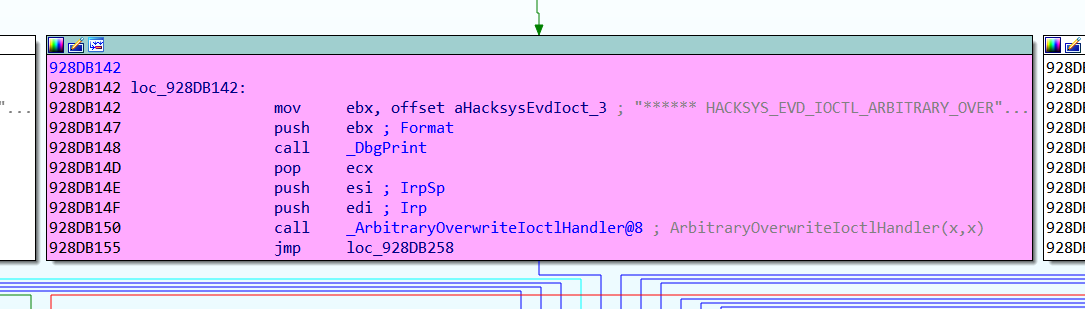 928DB142
928DB142 loc_928DB142:
928DB142 mov ebx, offset aHacksysEvdIoct_3 ; "****** HACKSYS_EVD_IOCTL_ARBITRARY_OVER"...
928DB147 push ebx ; Format
928DB148 call _DbgPrint
928DB14D pop ecx
928DB14E push esi ; IrpSp
928DB14F push edi ; Irp
928DB150 call _ArbitraryOverwriteIoctlHandler@8 ; ArbitraryOverwriteIoctlHandler(x,x)
928DB155 jmp loc_928DB258
"...